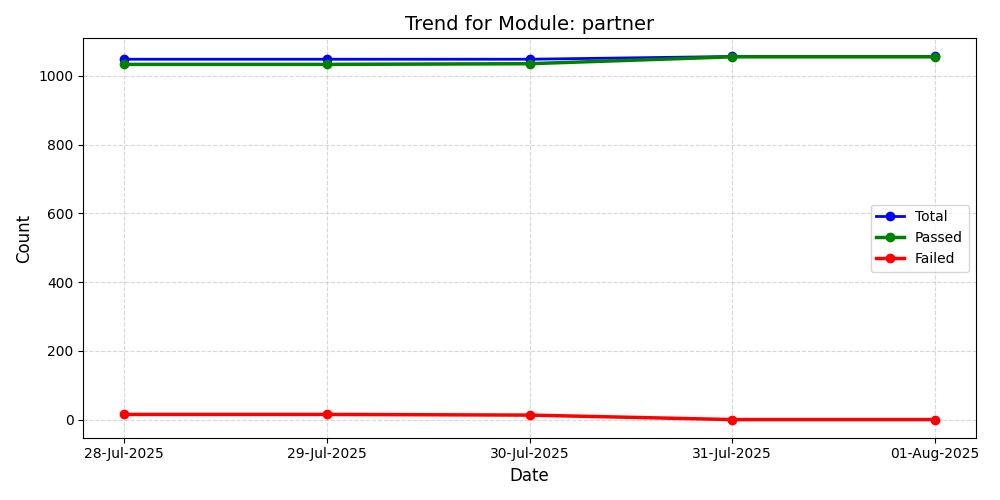 Trend for Module: partner
Count
1000
800
600
400
200
0
Total
Passed
Failed
28-Jul-2025
29-Jul-2025
30-Jul-2025
31-Jul-2025
01-Aug-2025
Date